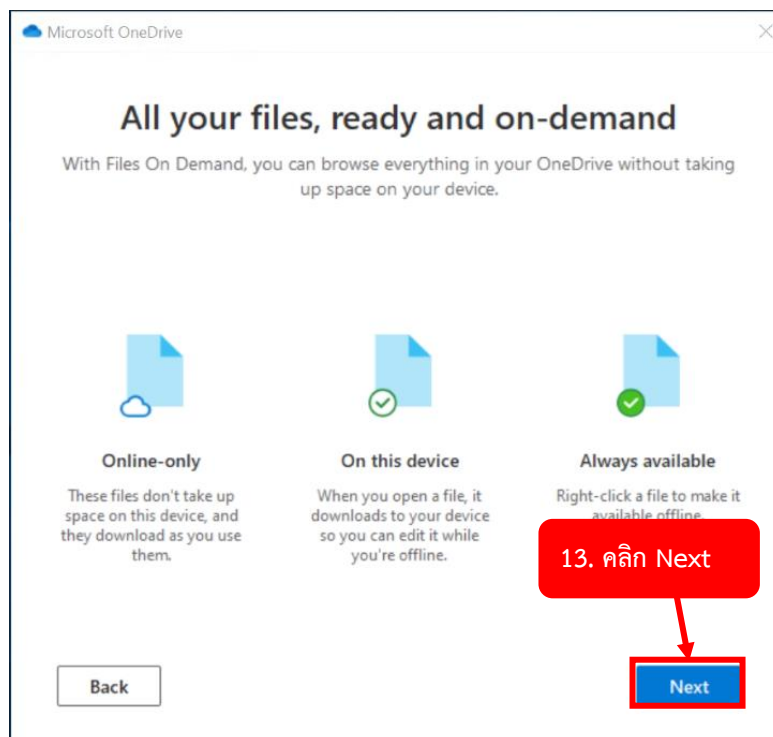 Microsoft OneDrive
All your files, ready and on-demand
With Files On Demand, you can browse everything in your OneDrive without taking
up space on your device.
Online-only
These files don't take up
space on this device, and
they download as you use
them.
On this device
When you open a file, it
downloads to your device
so you can edit it while
you're offline.
Always available
Right-click a file to make it
available offline.
13. คลิก Next
Back
Next